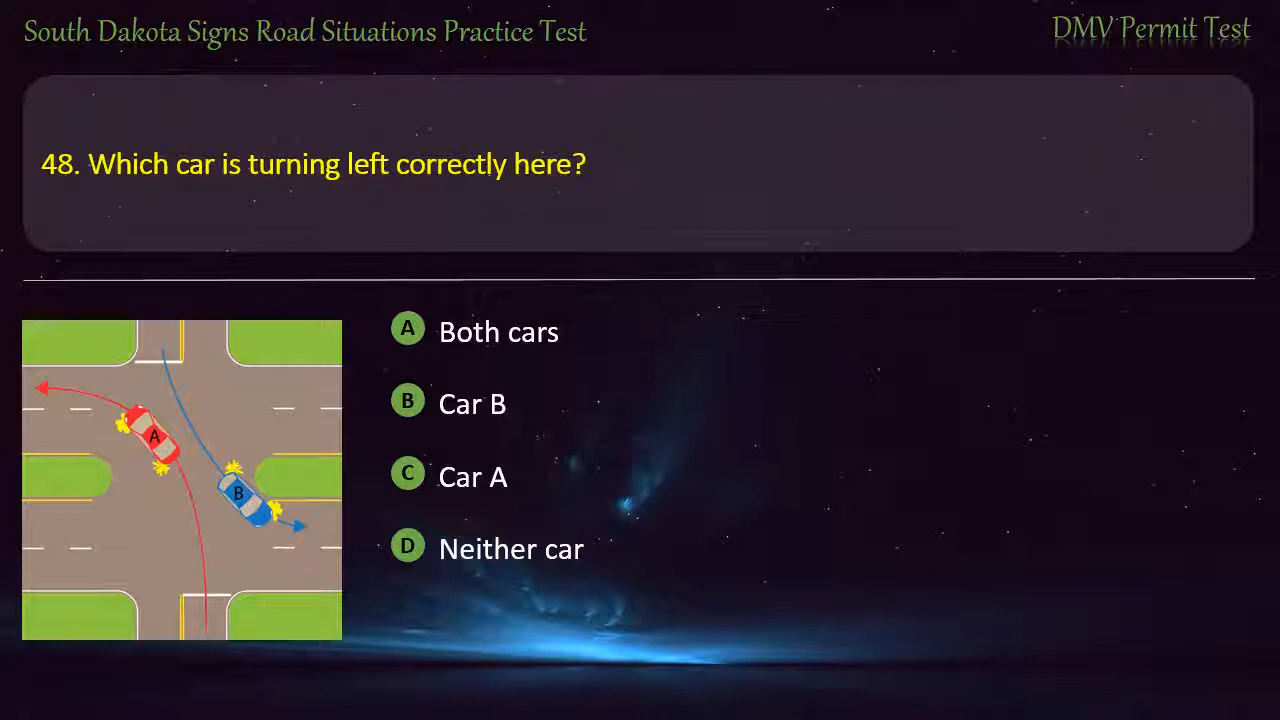 South Dakota Signs Road Situations Practice Test
DMV Permit Test
48. Which car is turning left correctly here?
A Both cars
B Car B
C Car A
D Neither car
A
B